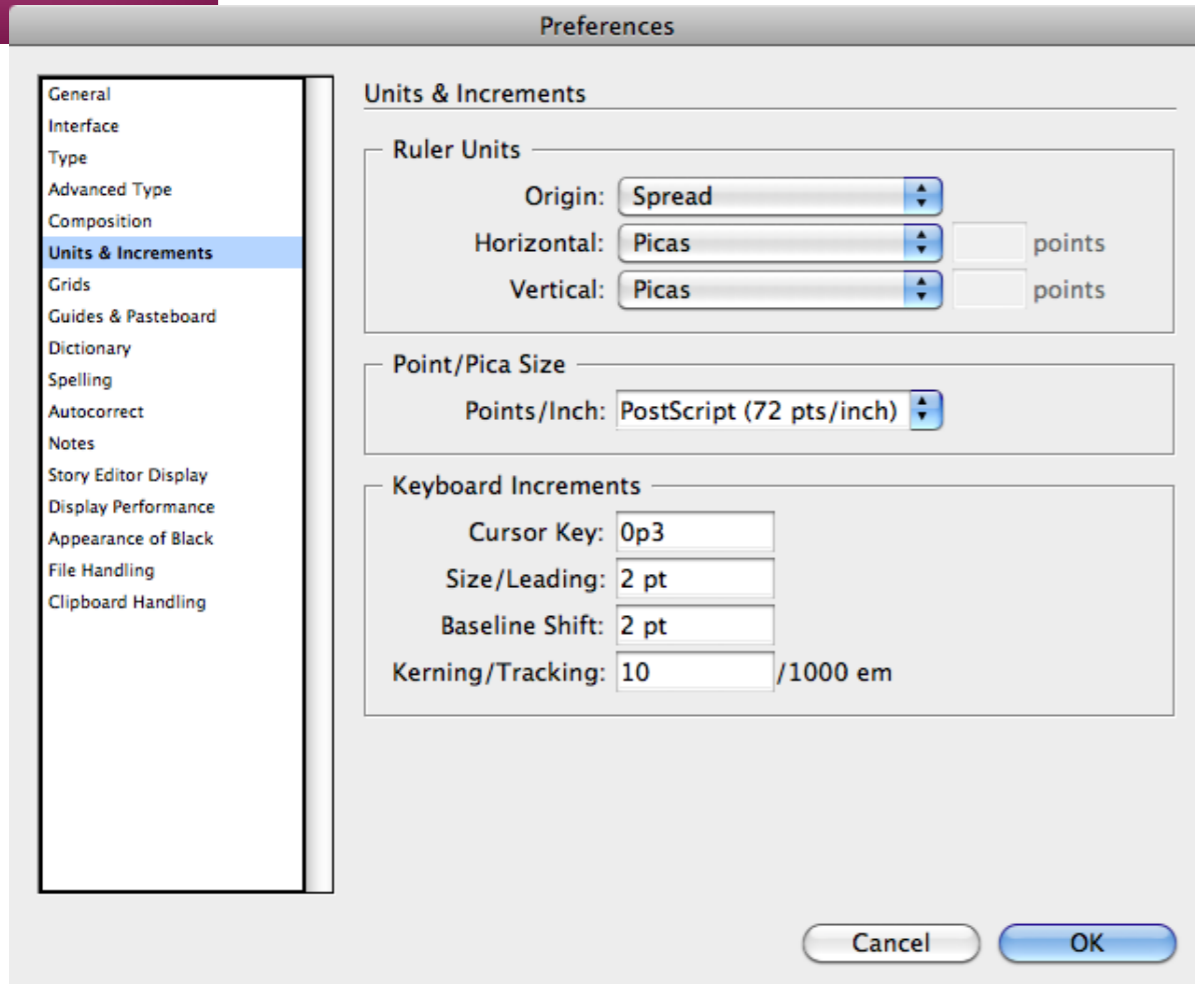 Preferences
General
Interface
Type
Advanced Type
Composition
Units & Increments
Grids
Guides & Pasteboard
Dictionary
Spelling
Autocorrect
Notes
Story Editor Display
Display Performance
Appearance of Black
File Handling
Clipboard Handling
Units & Increments
Ruler Units
Origin: Spread
Horizontal: Picas points
Vertical: Picas points
Point/Pica Size
Points/Inch: PostScript (72 pts/inch)
Keyboard Increments
Cursor Key: 0p3
Size/Leading: 2 pt
Baseline Shift: 2 pt
Kerning/Tracking: 10 /1000 em
Cancel OK